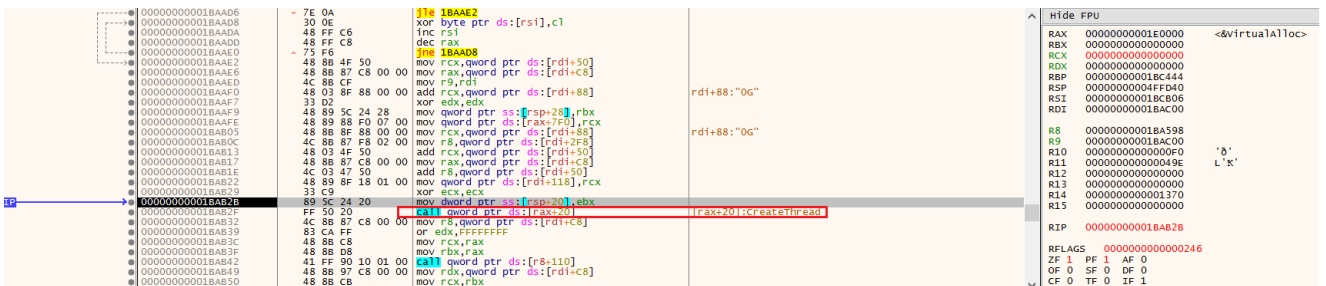 Hide FPU
00000000001BAAD6 7E 0A jle 1BAAE2
00000000001BAAD8 30 0E xor byte ptr ds:[rsi],cl
00000000001BAADA 48 FF C6 inc rsi
00000000001BAADD 48 FF C8 dec rax
00000000001BAAE0 75 F6 jne 1BAAD8
00000000001BAAE2 48 8B 4F 50 mov rcx,qword ptr ds:[rdi+50]
00000000001BAAE6 48 8B 87 C8 00 00 mov rax,qword ptr ds:[rdi+C8]
00000000001BAAED 4C 8B CF mov r9,rdi
00000000001BAAF0 48 03 8F 88 00 00 add rcx,qword ptr ds:[rdi+88] rdi+88:"0G"
00000000001BAAF7 33 D2 xor edx,edx
00000000001BAAF9 48 89 5C 24 28 mov qword ptr ss:[rsp+28],rbx
00000000001BAAFE 48 89 88 F0 07 00 mov qword ptr ds:[rax+7F0],rcx
00000000001BAB05 48 8B 8F 88 00 00 mov rcx,qword ptr ds:[rdi+88] rdi+88:"0G"
00000000001BAB0C 4C 8B 87 F8 02 00 mov r8,qword ptr ds:[rdi+2F8]
00000000001BAB13 48 03 4F 50 add rcx,qword ptr ds:[rdi+50]
00000000001BAB17 48 8B 87 C8 00 00 mov rax,qword ptr ds:[rdi+C8]
00000000001BAB1E 4C 03 47 50 add r8,qword ptr ds:[rdi+50]
00000000001BAB22 48 89 8F 18 01 00 mov qword ptr ds:[rdi+118],rcx
00000000001BAB29 33 C9 xor ecx,ecx
IP 00000000001BAB2B 89 5C 24 20 mov dword ptr ss:[rsp+20],ebx
00000000001BAB2F FF 50 20 call qword ptr ds:[rax+20] [rax+20]:CreateThread
00000000001BAB32 4C 8B 87 C8 00 00 mov r8,qword ptr ds:[rdi+C8]
00000000001BAB39 83 CA FF or edx,FFFFFFFF
00000000001BAB3C 48 8B C8 mov rcx,rax
00000000001BAB3F 48 8B D8 mov rbx,rax
00000000001BAB42 41 FF 90 10 01 00 call qword ptr ds:[r8+110]
00000000001BAB49 48 8B 97 C8 00 00 mov rdx,qword ptr ds:[rdi+C8]
00000000001BAB50 48 8B CB mov rcx,rbx
RAX 00000000001E0000 <&VirtualAlloc>
RBX 0000000000000000
RCX 0000000000000000
RDX 0000000000000000
RBP 00000000001BC444
RSP 00000000004FFD40
RSI 00000000001BCB06
RDI 00000000001BAC00
R8 00000000001BA598
R9 00000000001BAC00
R10 00000000000000F0 'ð'
R11 000000000000049E
R12 0000000000000000
R13 0000000000000000
R14 0000000000001370
R15 0000000000000000
RIP 00000000001BAB2B
RFLAGS 0000000000000246
ZF 1 PF 1 AF 0
OF 0 SF 0 DF 0
CF 0 TF 0 IF 1